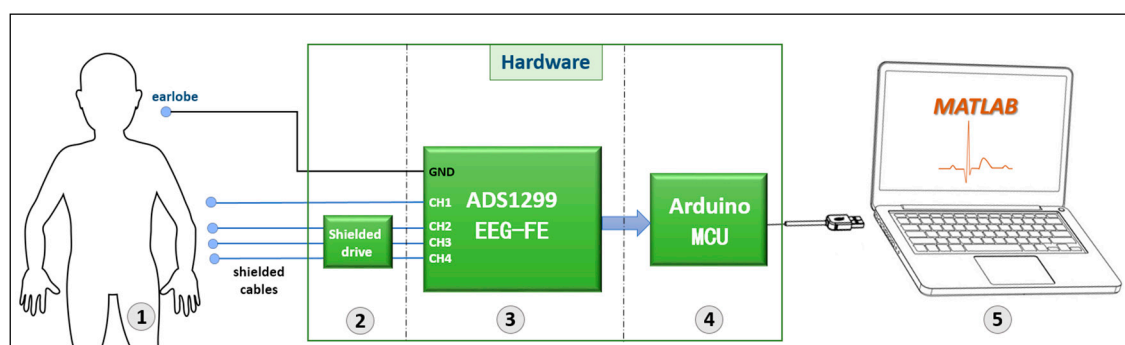 Hardware
earlobe
MATLAB
GND
CH1
ADS1299
EEG-FE
CH2
CH3
CH4
Shielded
drive
Arduino
MCU
shielded
cables
1
2
3
4
5